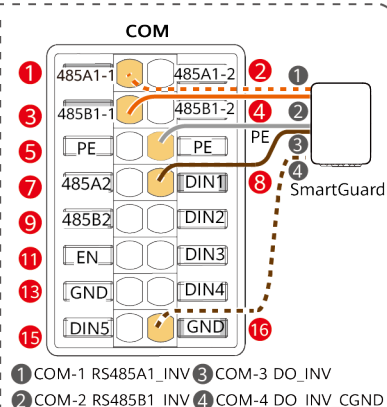 COM
1 485A1-1 485A1-2 2 1
3 485B1-1 485B1-2 4 2
5 PE PE PE 3
7 485A2 DIN1 8 4
SmartGuard
9 485B2 DIN2
11 EN DIN3
13 GND DIN4
15 DIN5 GND 16
1 COM-1 RS485A1_INV 3 COM-3 DO_INV
2 COM-2 RS485B1_INV 4 COM-4 DO_INV_CGND